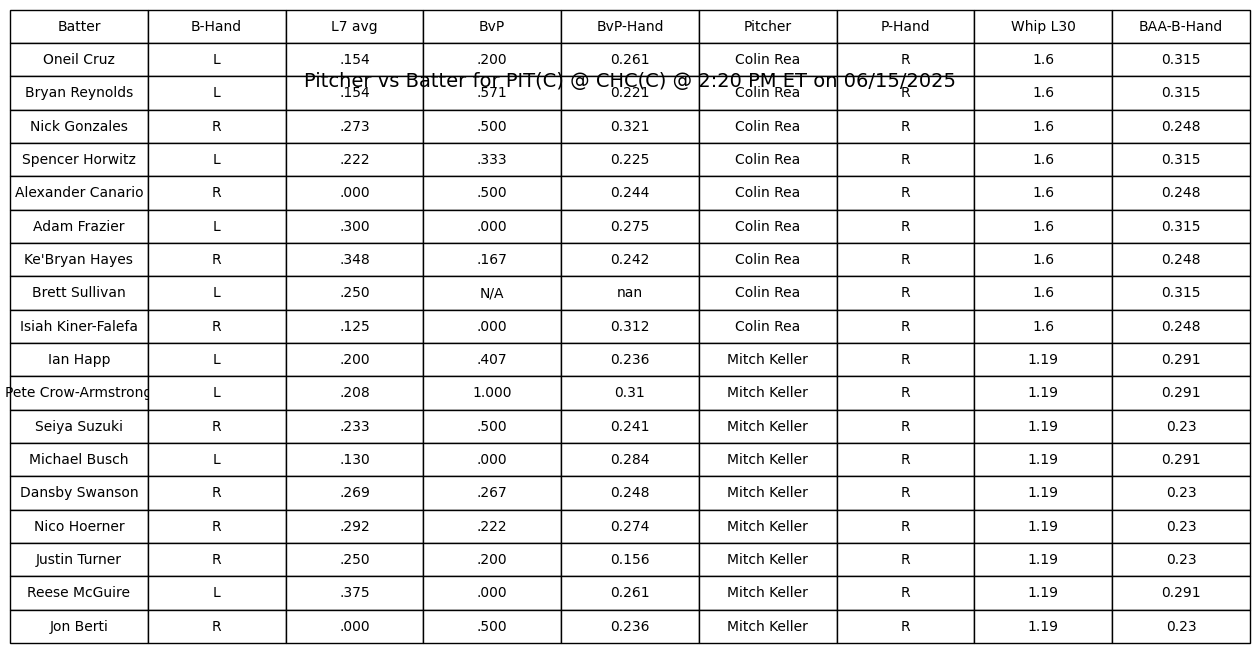 Batter B-Hand L7 avg BvP BvP-Hand Pitcher P-Hand Whip L30 BAA-B-Hand
Oneil Cruz L .154 .200 0.261 Colin Rea R 1.6 0.315
Pitcher vs Batter for PIT(C) @ CHC(C) @ 2:20 PM ET on 06/15/2025
Bryan Reynolds L .154 .571 0.221 Colin Rea R 1.6 0.315
Nick Gonzales R .273 .500 0.321 Colin Rea R 1.6 0.248
Spencer Horwitz L .222 .333 0.225 Colin Rea R 1.6 0.315
Alexander Canario R .000 .500 0.244 Colin Rea R 1.6 0.248
Adam Frazier L .300 .000 0.275 Colin Rea R 1.6 0.315
Ke'Bryan Hayes R .348 .167 0.242 Colin Rea R 1.6 0.248
Brett Sullivan L .250 N/A nan Colin Rea R 1.6 0.315
Isiah Kiner-Falefa R .125 .000 0.312 Colin Rea R 1.6 0.248
Ian Happ L .200 .407 0.236 Mitch Keller R 1.19 0.291
Pete Crow-Armstrong L .208 1.000 0.31 Mitch Keller R 1.19 0.291
Seiya Suzuki R .233 .500 0.241 Mitch Keller R 1.19 0.23
Michael Busch L .130 .000 0.284 Mitch Keller R 1.19 0.291
Dansby Swanson R .269 .267 0.248 Mitch Keller R 1.19 0.23
Nico Hoerner R .292 .222 0.274 Mitch Keller R 1.19 0.23
Justin Turner R .250 .200 0.156 Mitch Keller R 1.19 0.23
Reese McGuire L .375 .000 0.261 Mitch Keller R 1.19 0.291
Jon Berti R .000 .500 0.236 Mitch Keller R 1.19 0.23